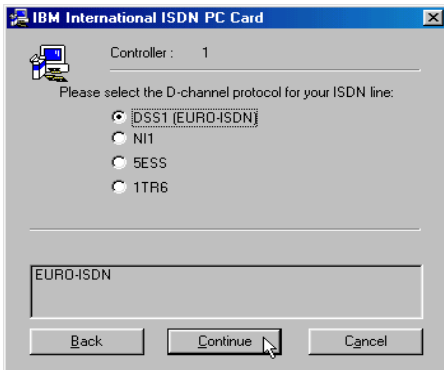 IBM International ISDN PC Card
Controller : 1
Please select the D-channel protocol for your ISDN line:
DSS1 (EURO-ISDN)
NI1
5ESS
1TR6
EURO-ISDN
Back Continue Cancel